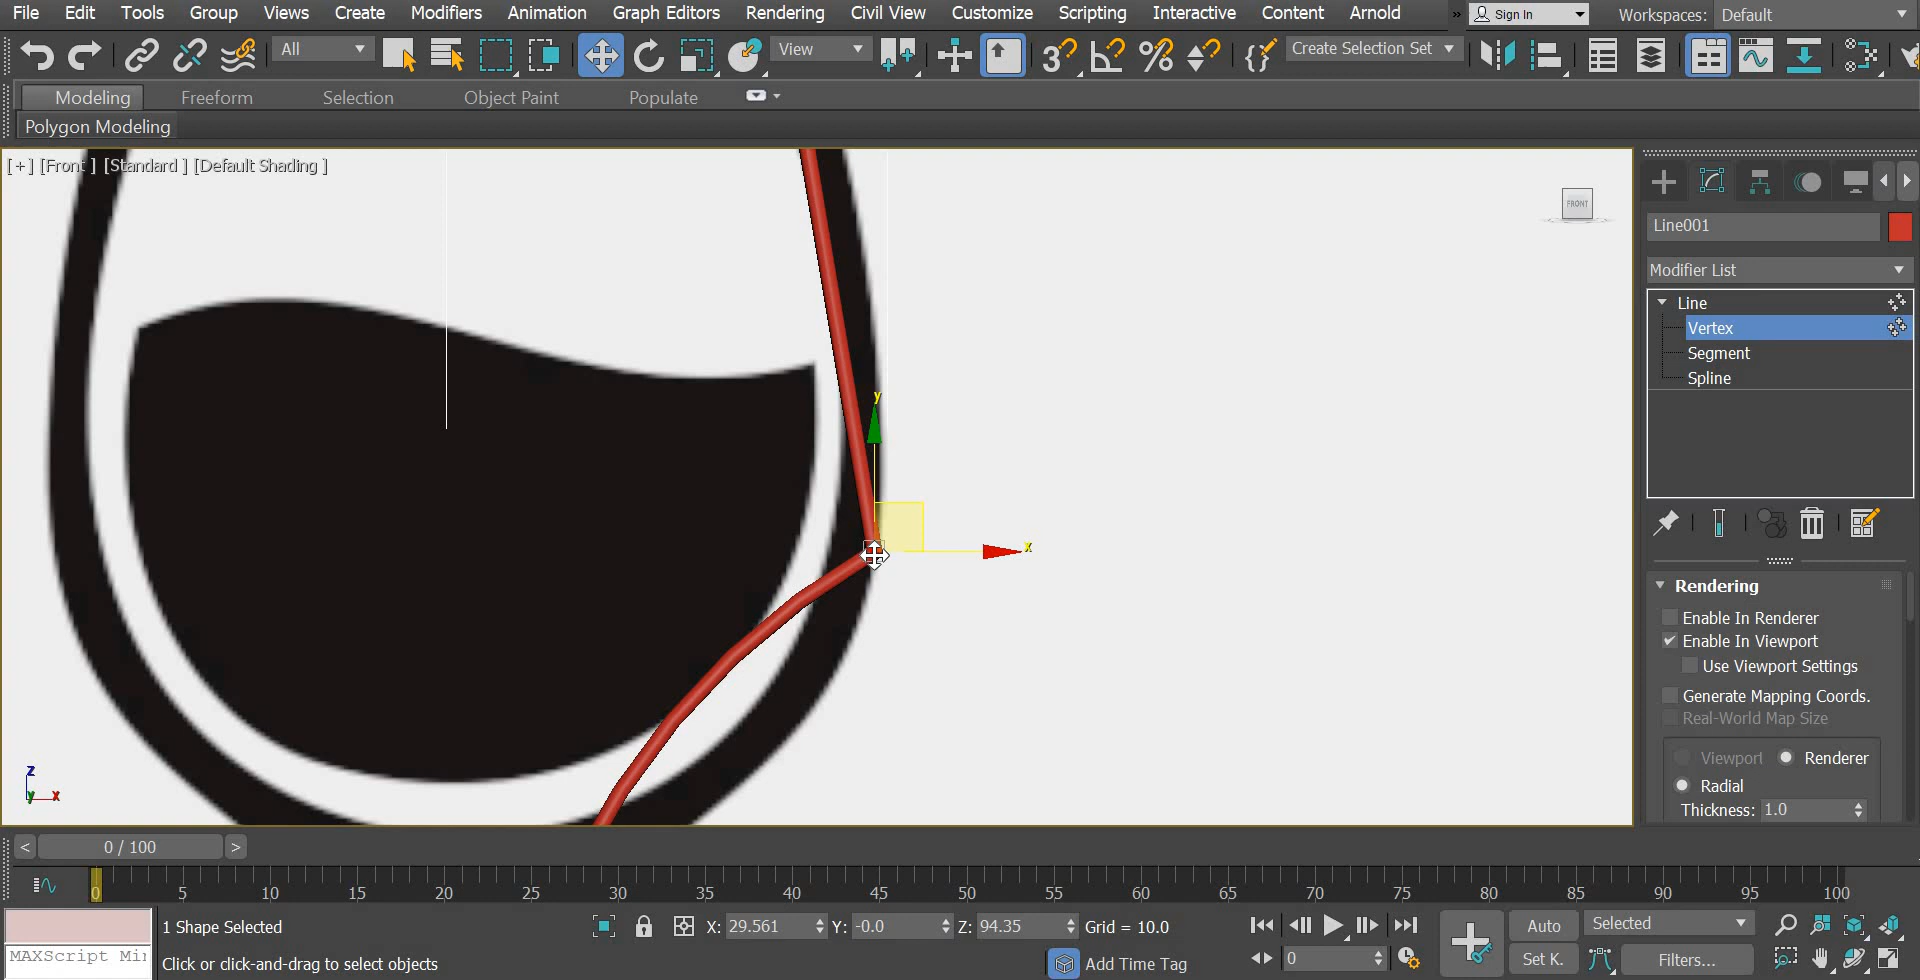 File Edit Tools Group Views Create Modifiers Animation Graph Editors Rendering Civil View Customize Scripting Interactive Content Arnold » Sign In Workspaces: Default
All View 3 Create Selection Set
Modeling Freeform Selection Object Paint Populate
Polygon Modeling
[+] [Front ] [Standard ] [Default Shading ]
FRONT
Line001
Modifier List
Line
Vertex
Segment
Spline
y
x
Rendering
Enable In Renderer
Enable In Viewport
Use Viewport Settings
Generate Mapping Coords.
Real-World Map Size
Viewport Renderer
Radial
Thickness: 1.0
z
y x
< 0 / 100 >
0 5 10 15 20 25 30 35 40 45 50 55 60 65 70 75 80 85 90 95 100
1 Shape Selected X: 29.561 Y: -0.0 Z: 94.35 Grid = 10.0 Auto Selected
MAXScript Mi Click or click-and-drag to select objects Add Time Tag 0 Set K. Filters...